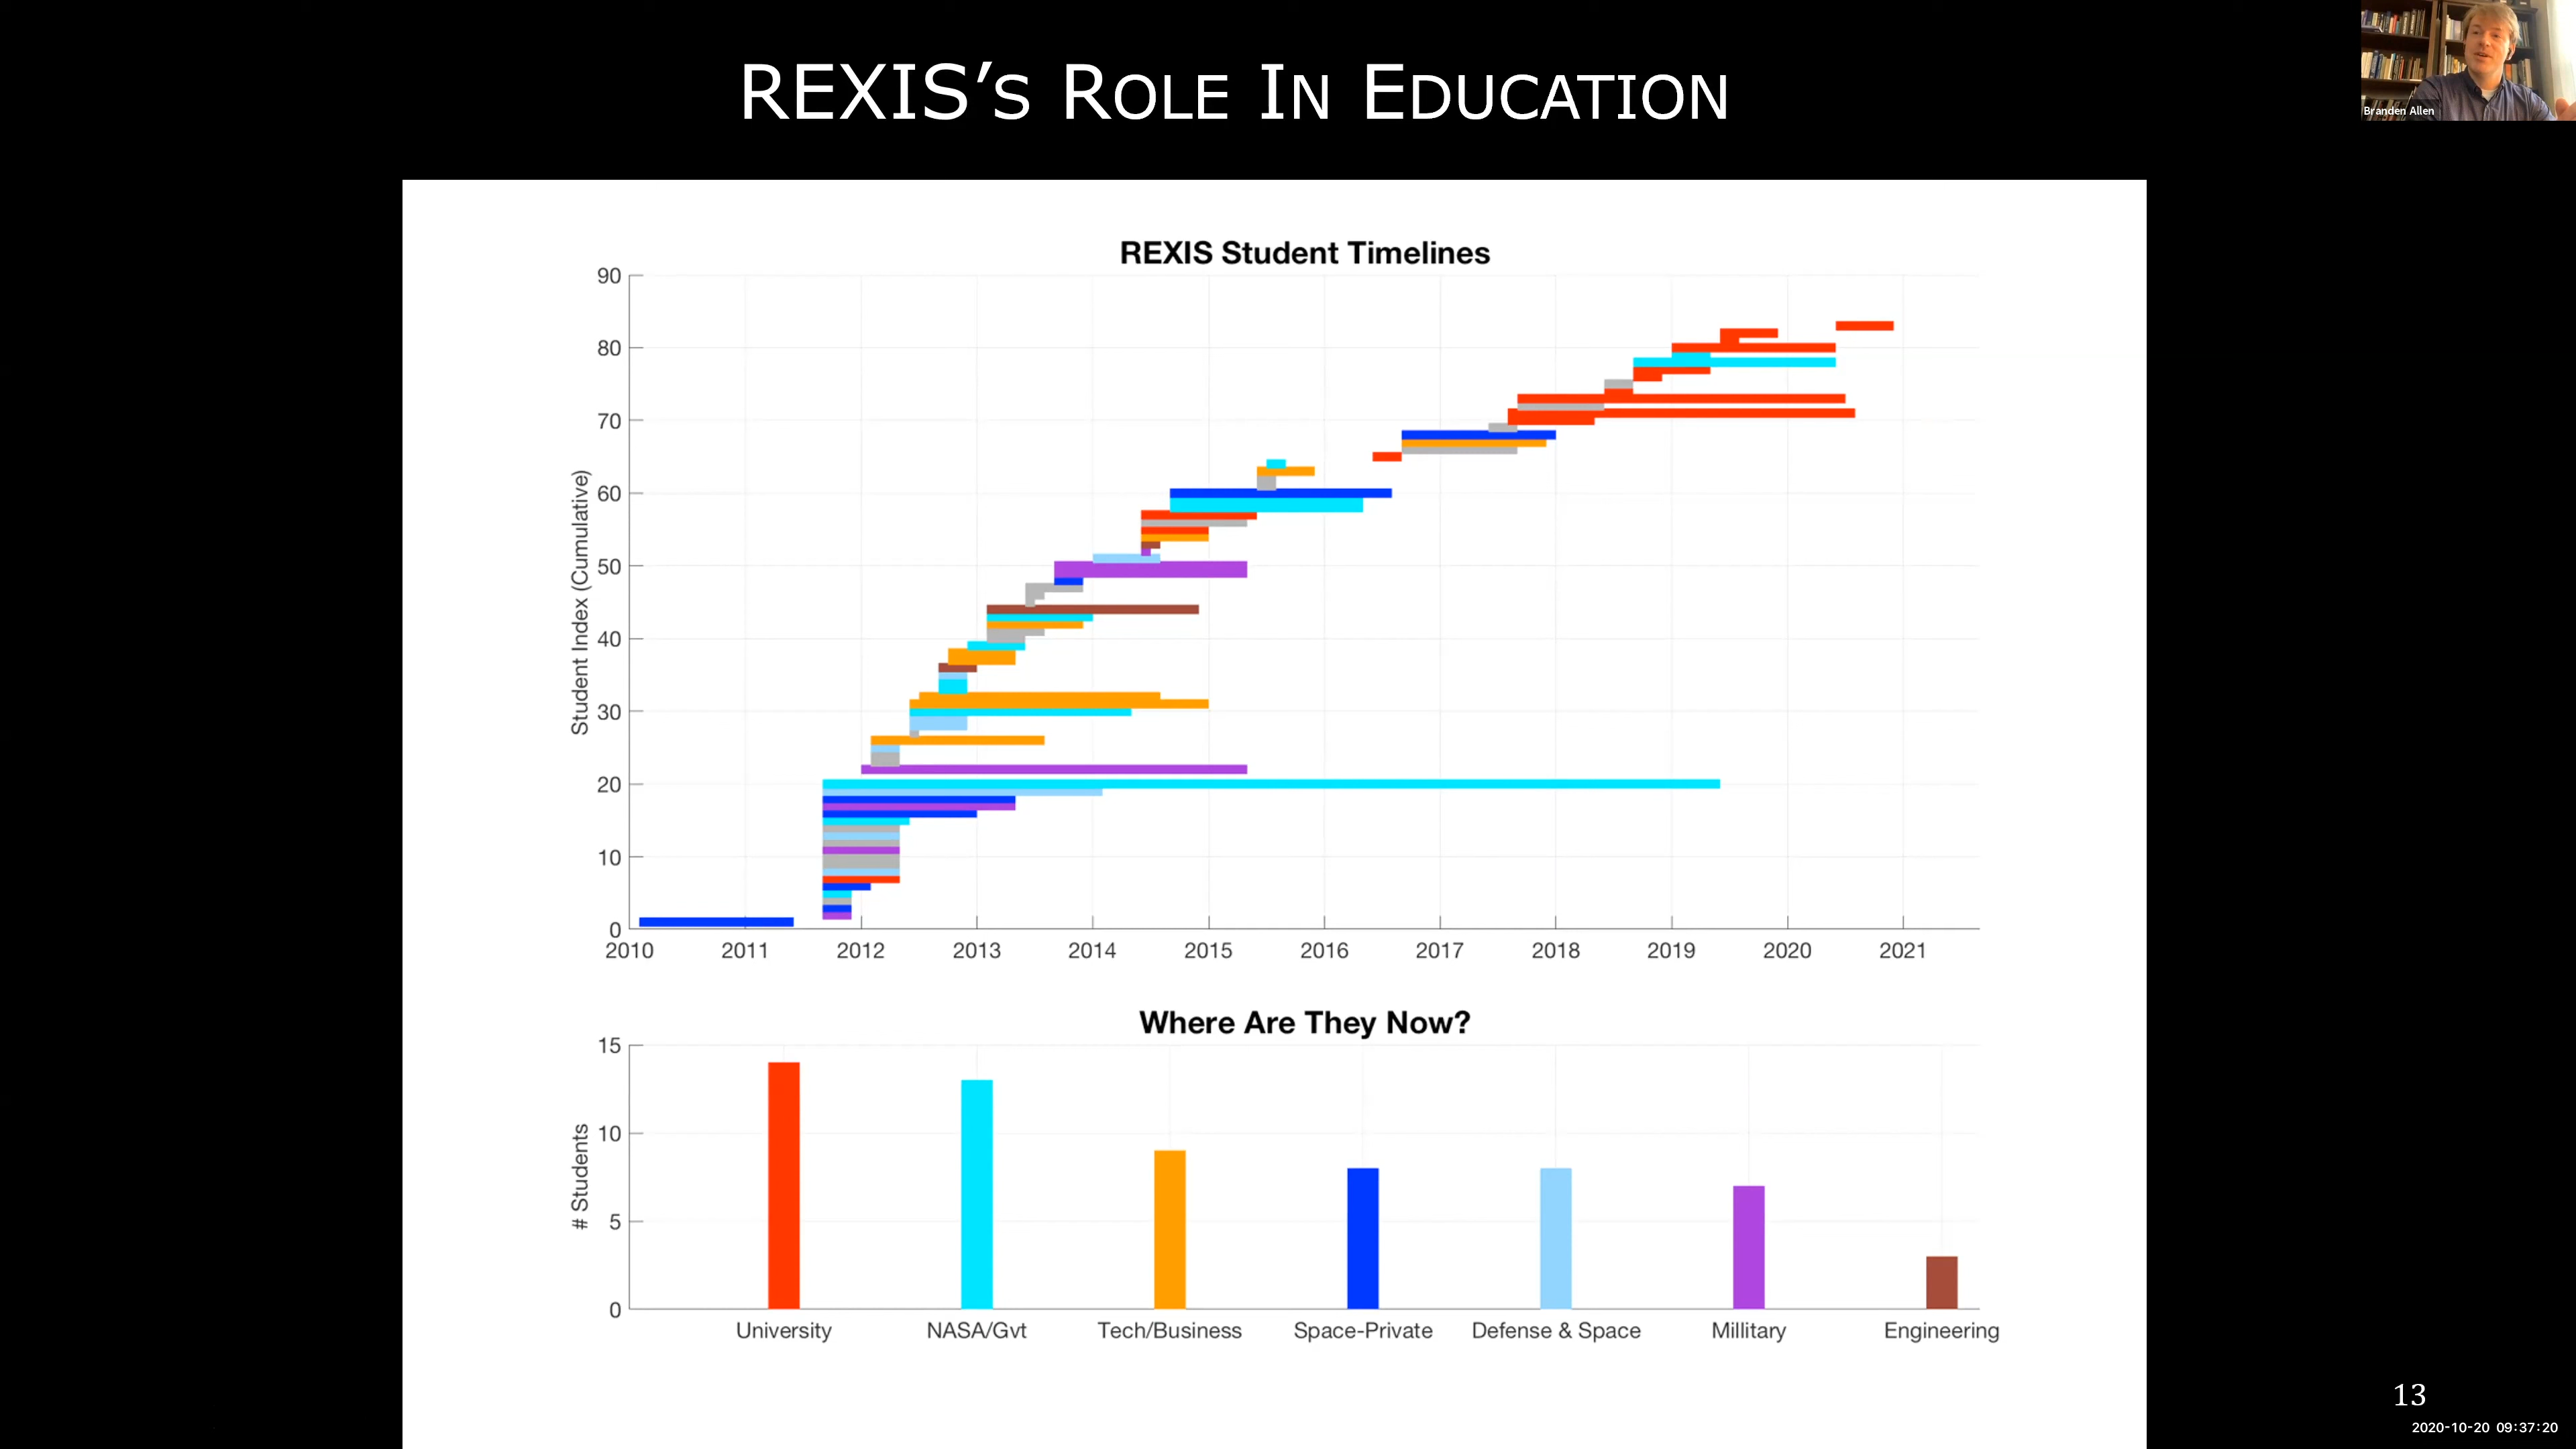 REXIS’S ROLE IN EDUCATION
Branden Allen
REXIS Student Timelines
90
80
70
60
50
40
30
20
10
0
Student Index (Cumulative)
2010 2011 2012 2013 2014 2015 2016 2017 2018 2019 2020 2021
Where Are They Now?
15
10
5
0
# Students
University NASA/Gvt Tech/Business Space-Private Defense & Space Millitary Engineering
13
2020-10-20 09:37:20